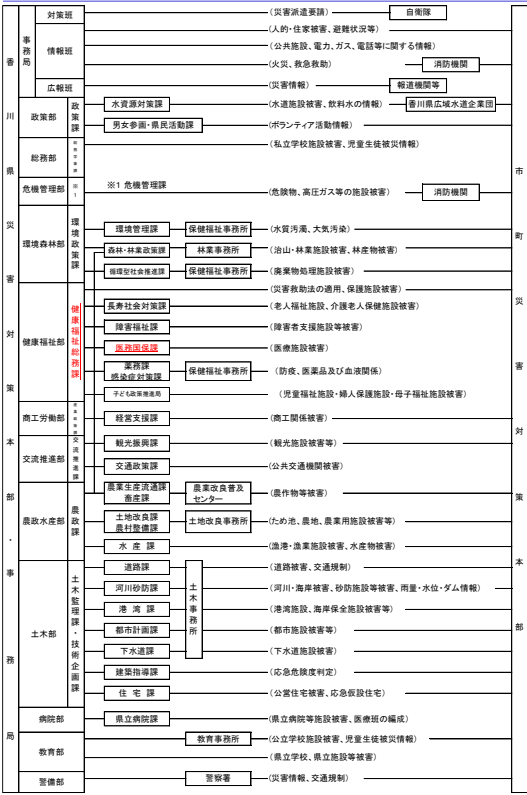 香川県災害対策本部・事務局
事務局
対策班
(災害派遣要請)
自衛隊
情報班
(人的・住家被害、避難状況等)
(公共施設、電力、ガス、電話等に関する情報)
(火災、救急救助)
消防機関
広報班
(災害情報)
報道機関等
政策部
政策課
水資源対策課
(水道施設被害、飲料水の情報)
香川県広域水道企業団
男女参画・県民活動課
(ボランティア活動情報)
総務部
(私立学校施設被害、児童生徒被災情報)
危機管理部
※1
※1 危機管理課
(危険物、高圧ガス等の施設被害)
消防機関
環境森林部
環境政策課
環境管理課
保健福祉事務所
(水質汚濁、大気汚染)
森林・林業政策課
林業事務所
(治山・林業施設被害、林産物被害)
循環型社会推進課
保健福祉事務所
(廃棄物処理施設被害)
健康福祉部
健康福祉総務課
(災害救助法の適用、保護施設被害)
長寿社会対策課
(老人福祉施設、介護老人保健施設被害)
障害福祉課
(障害者支援施設等被害)
医務国保課
(医療施設被害)
薬務課
感染症対策課
保健福祉事務所
(防疫、医薬品及び血液関係)
子ども政策推進局
(児童福祉施設・婦人保護施設・母子福祉施設被害)
商工労働部
経営支援課
(商工関係被害)
交流推進部
交流推進課
観光振興課
(観光施設被害等)
交通政策課
(公共交通機関被害)
農政水産部
農政課
農業生産流通課
畜産課
農業改良普及
センター
(農作物等被害)
土地改良課
農村整備課
土地改良事務所
(ため池、農地、農業用施設被害等)
水 産 課
(漁港・漁業施設被害、水産物被害)
土木部
土木監理課・技術企画課
道路課
土木事務所
(道路被害、交通規制)
河川砂防課
(河川・海岸被害、砂防施設等被害、雨量・水位・ダム情報)
港 湾 課
(港湾施設、海岸保全施設被害等)
都市計画課
(都市施設被害等)
下水道課
(下水道施設被害)
建築指導課
(応急危険度判定)
住 宅 課
(公営住宅被害、応急仮設住宅)
病院部
県立病院課
(県立病院等施設被害、医療班の編成)
教育部
教育事務所
(公立学校施設被害、児童生徒被災情報)
(県立学校、県立施設等被害)
警備部
警察署
(災害情報、交通規制)
市町災害対策本部